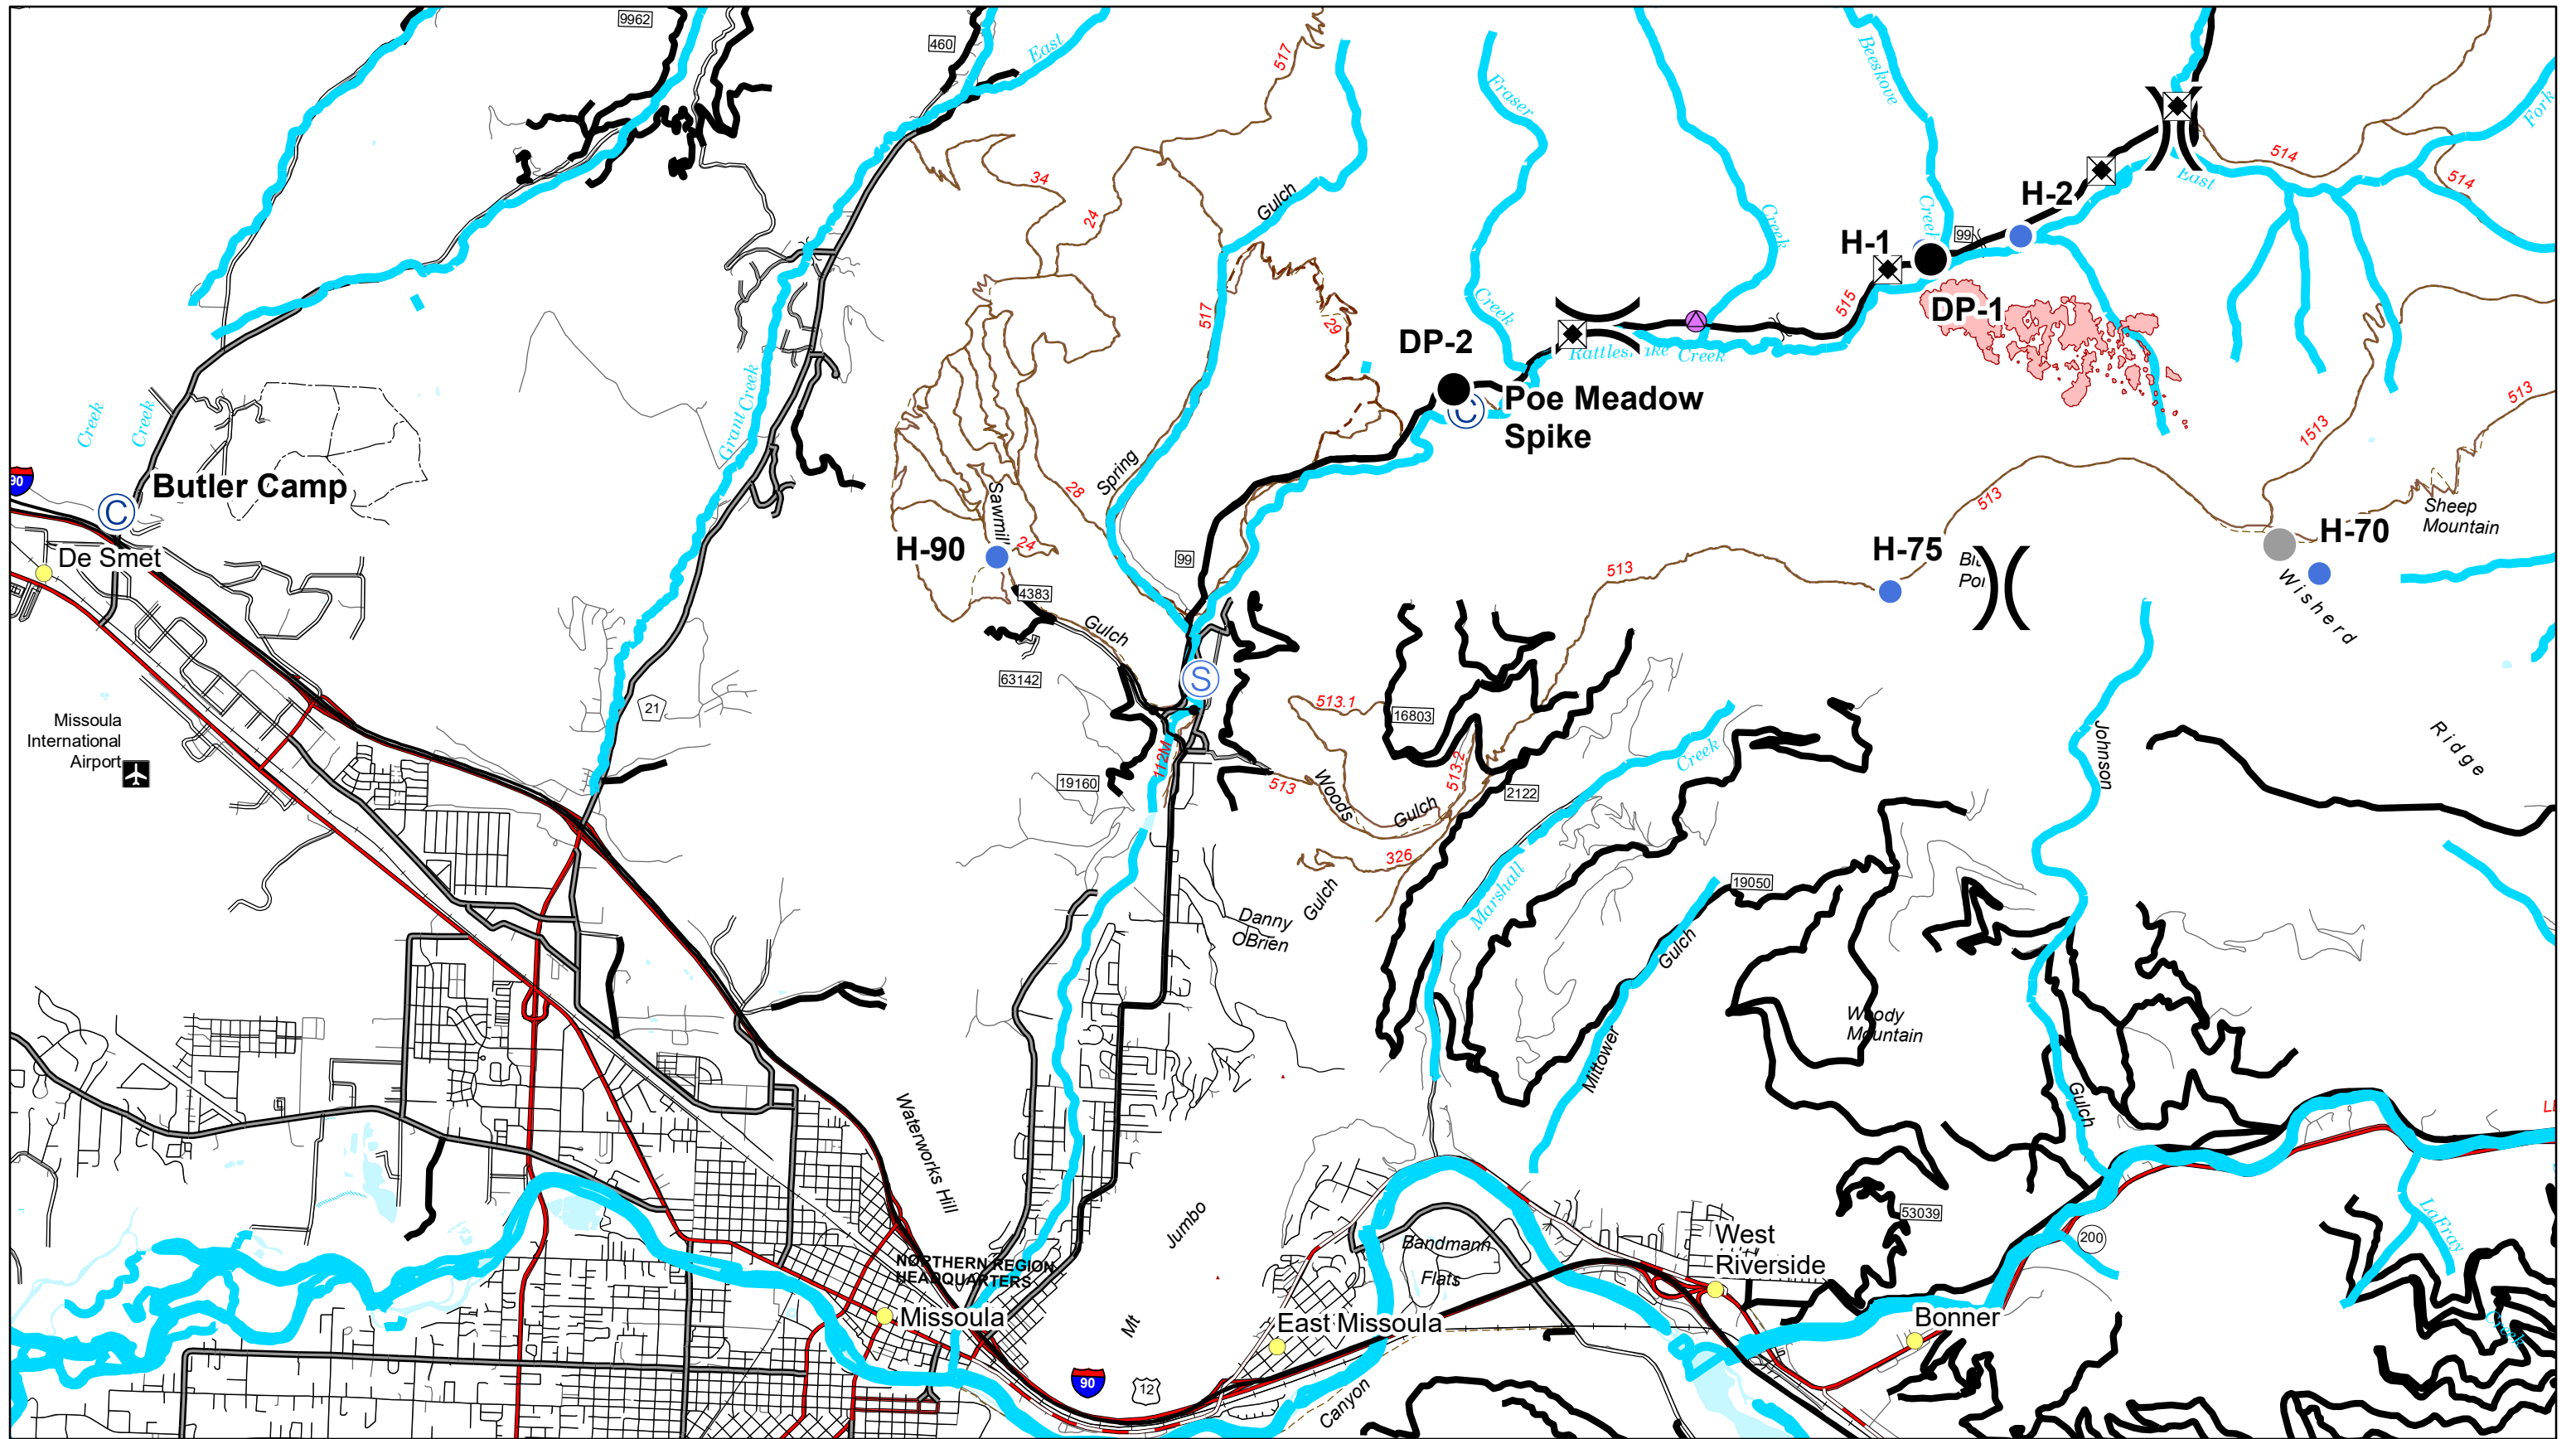 9962
460
East
517
Fraser
Beeskove
Fork
34
24
Gulch
514
514
East
H-2
Creek
H-1
99
Creek
517
29
515
DP-1
DP-2
Rattlesnake Creek
Creek
Poe Meadow
Spike
Grant Creek
Creek
Creek
1513
513
90
Butler Camp
C
C
Spring
28
Sawmill
24
513
Sheep
Mountain
H-90
H-70
H-75
De Smet
99
513
4383
Wisherd
Gulch
63142
S
21
513.1
16803
Missoula
International
Airport
112M
513.2
Creek
Johnson
Ridge
19160
513
Woods
Gulch
2122
326
Gulch
Marshall
19050
Danny
OBrien
Gulch
Woody
Mountain
Mittower
Gulch
Waterworks Hill
Jumbo
Mt
53039
200
LaFray
Creek
Bandmann
Flats
West
Riverside
NORTHERN REGION
HEADQUARTERS
Missoula
East Missoula
Bonner
90
12
Canyon